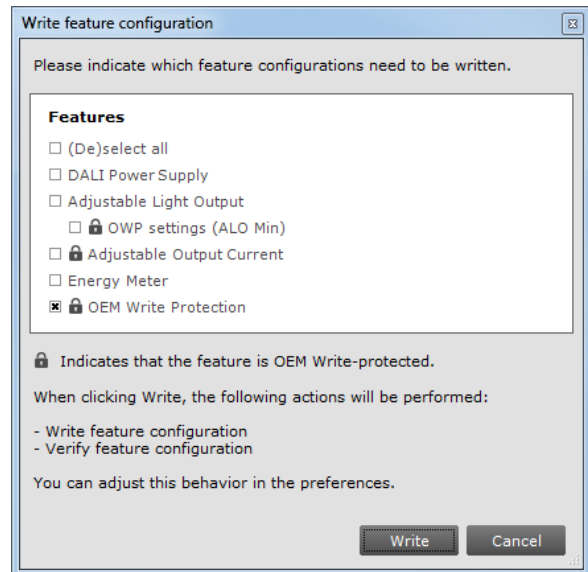 Write feature configuration
Please indicate which feature configurations need to be written.
Features
(De)select all
DALI Power Supply
Adjustable Light Output
OWP settings (ALO Min)
Adjustable Output Current
Energy Meter
OEM Write Protection
Indicates that the feature is OEM Write-protected.
When clicking Write, the following actions will be performed:
- Write feature configuration
- Verify feature configuration
You can adjust this behavior in the preferences.
Write Cancel